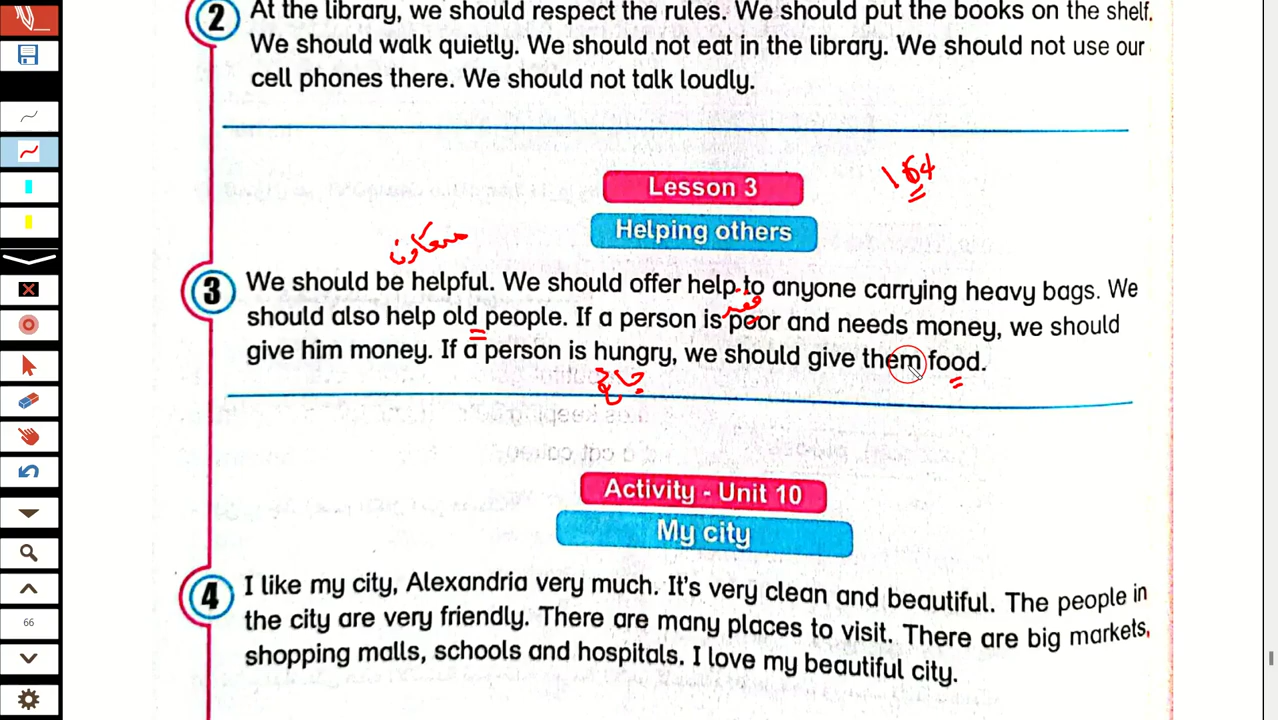 2
At the library, we should respect the rules. We should put the books on the shelf.
We should walk quietly. We should not eat in the library. We should not use our
cell phones there. We should not talk loudly.
164
Lesson 3
Helping others
متعاون
3
We should be helpful. We should offer help to anyone carrying heavy bags. We
فقير
should also help old people. If a person is poor and needs money, we should
give him money. If a person is hungry, we should give them food.
جائع
Activity - Unit 10
My city
4
I like my city, Alexandria very much. It's very clean and beautiful. The people in
the city are very friendly. There are many places to visit. There are big markets,
shopping malls, schools and hospitals. I love my beautiful city.
66